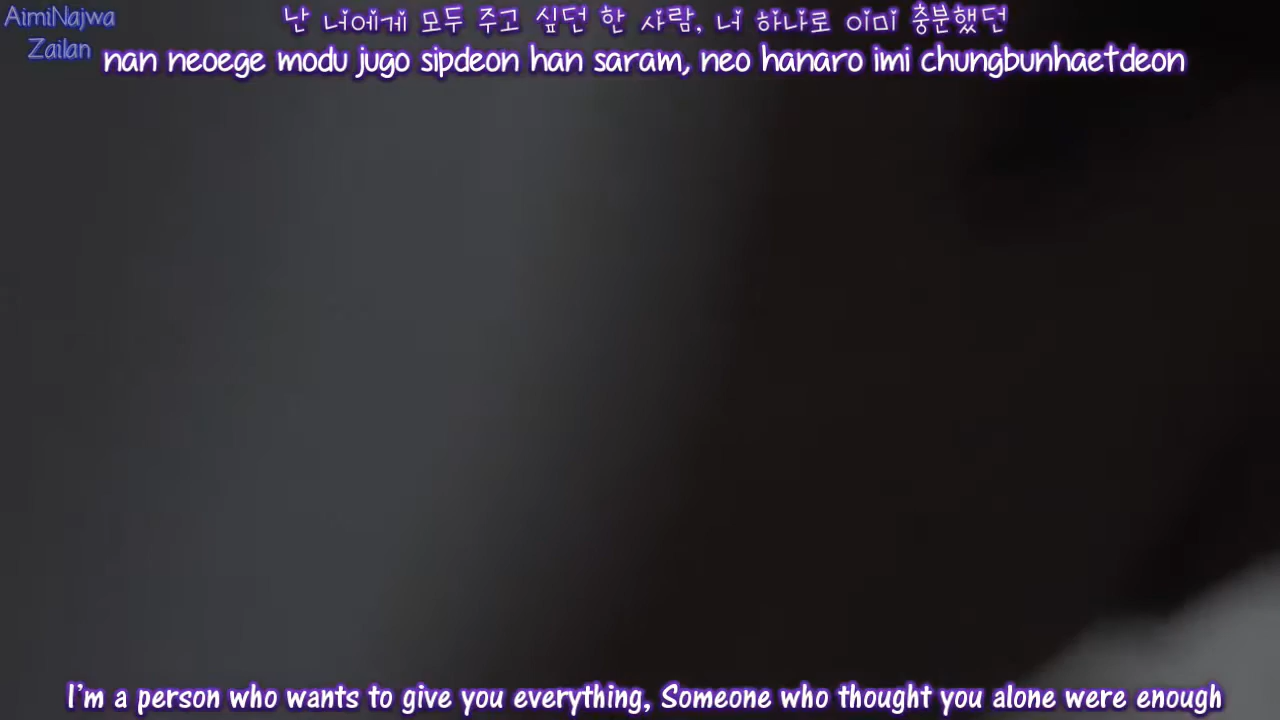 AimiNajwa
Zailan
난 너에게 모두 주고 싶던 한 사람, 너 하나로 이미 충분했던
nan neoege modu jugo sipdeon han saram, neo hanaro imi chungbunhaetdeon
I'm a person who wants to give you everything, Someone who thought you alone were enough